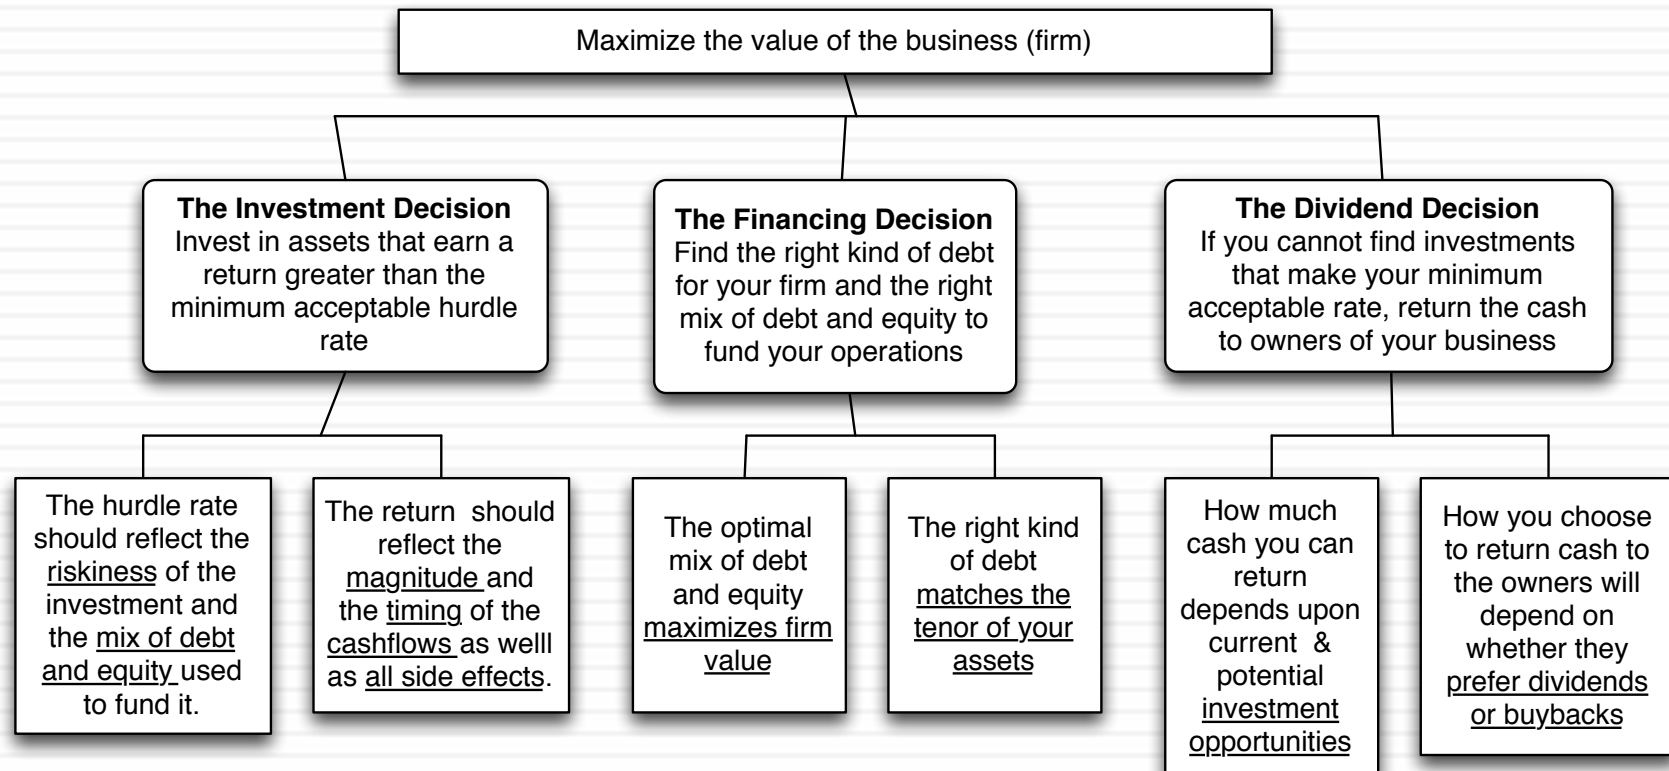 Maximize the value of the business (firm)
The Investment Decision
Invest in assets that earn a
return greater than the
minimum acceptable hurdle
rate
The Financing Decision
Find the right kind of debt
for your firm and the right
mix of debt and equity to
fund your operations
The Dividend Decision
If you cannot find investments
that make your minimum
acceptable rate, return the cash
to owners of your business
The hurdle rate
should reflect the
riskiness of the
investment and
the mix of debt
and equity used
to fund it.
The return should
reflect the
magnitude and
the timing of the
cashflows as welll
as all side effects.
The optimal
mix of debt
and equity
maximizes firm
value
The right kind
of debt
matches the
tenor of your
assets
How much
cash you can
return
depends upon
current &
potential
investment
opportunities
How you choose
to return cash to
the owners will
depend on
whether they
prefer dividends
or buybacks